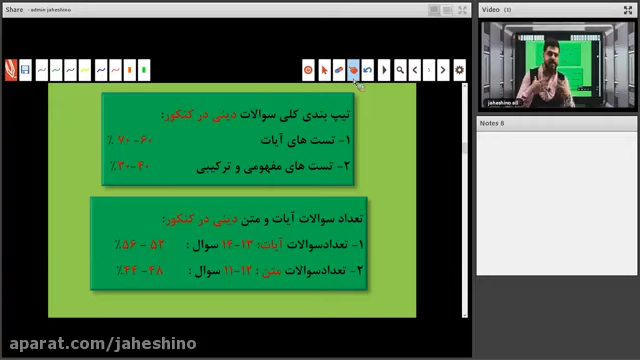 Share - admin jaheshino
Video (1)
jaheshino all
Notes 8
تیپ بندی کلی سوالات دینی در کنکور:
۱- تست های آیات ۶۰- ۷۰ ٪
۲- تست های مفهومی و ترکیبی ۴۰-۳۰٪
تعداد سوالات آیات و متن دینی در کنکور:
۱- تعدادسوالات آیات: ۱۳-۱۴ سوال : ۵۲ - ۵۶٪
۲- تعدادسوالات متن : ۱۲-۱۱ سوال : ۴۸ - ۴۴٪
aparat.com/jaheshino